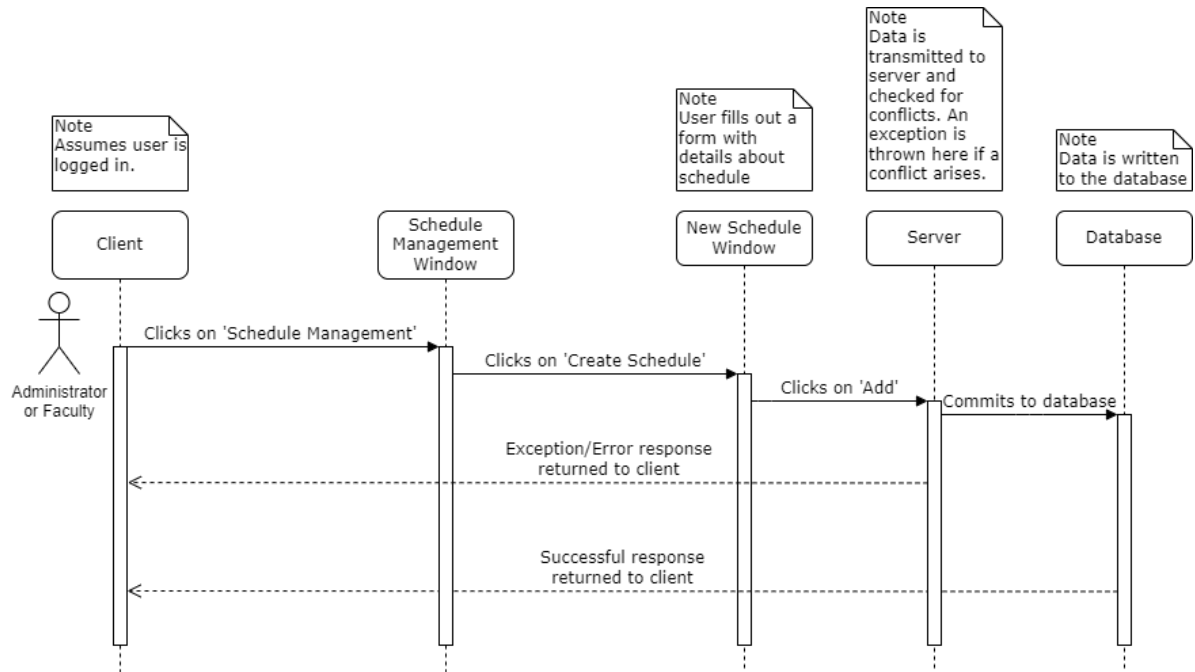 Note
Data is
transmitted to
server and
checked for
conflicts. An
exception is
thrown here if a
conflict arises.
Note
User fills out a
form with
details about
schedule
Note
Assumes user is
logged in.
Note
Data is written
to the database
Client
Schedule
Management
Window
New Schedule
Window
Server
Database
Administrator
or Faculty
Clicks on 'Schedule Management'
Clicks on 'Create Schedule'
Clicks on 'Add'
Commits to database
Exception/Error response
returned to client
Successful response
returned to client